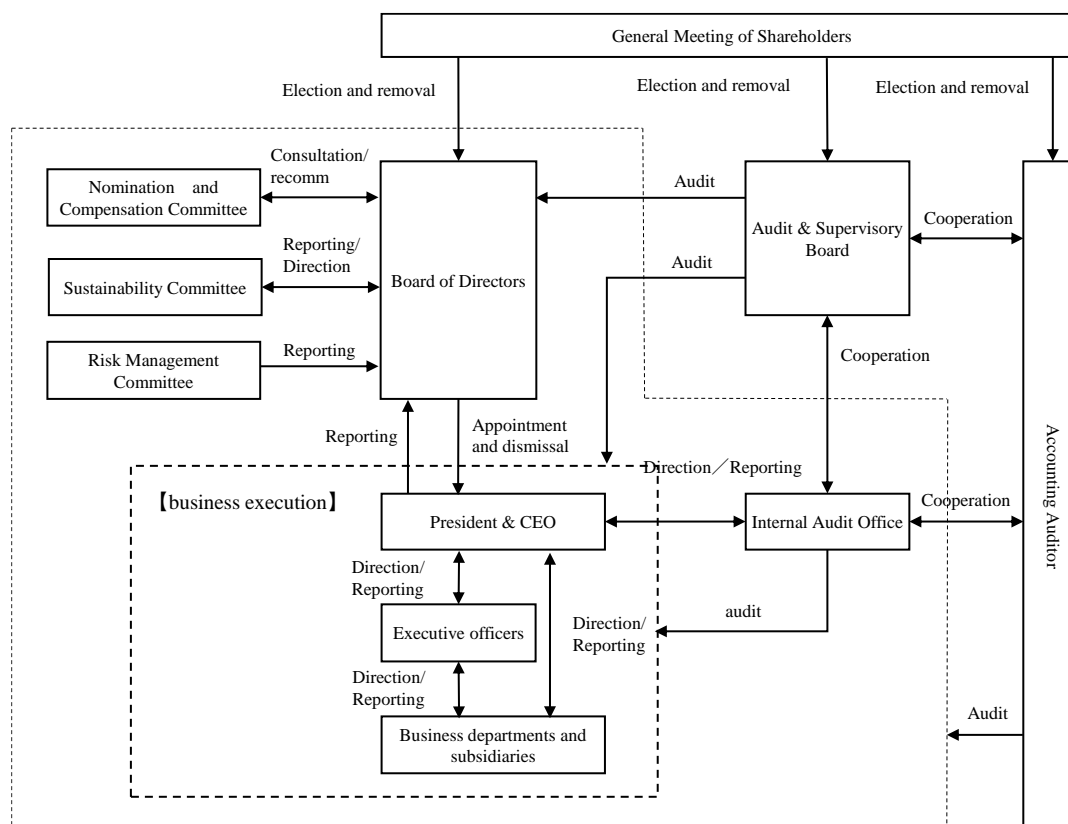 General Meeting of Shareholders
Election and removal
Election and removal
Election and removal
Consultation/
recomm
Nomination and
Compensation Committee
Audit
Audit & Supervisory
Board
Cooperation
Reporting/
Direction
Sustainability Committee
Board of Directors
Audit
Reporting
Risk Management
Committee
Cooperation
Reporting
Appointment
and dismissal
Direction／Reporting
Accounting Auditor
【business execution】
President & CEO
Internal Audit Office
Cooperation
Direction/
Reporting
Executive officers
Direction/
Reporting
audit
Direction/
Reporting
Business departments and
subsidiaries
Audit